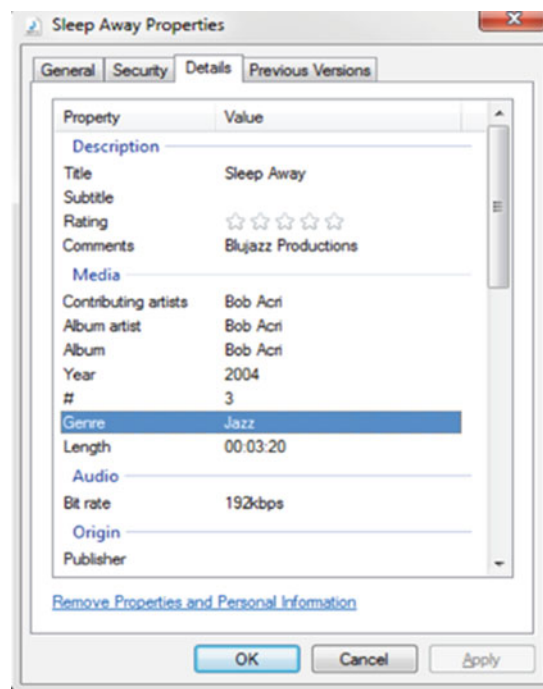 Sleep Away Properties
General Security Details Previous Versions
Property Value
Description
Title Sleep Away
Subtitle
Rating
Comments Blujazz Productions
Media
Contributing artists Bob Acri
Album artist Bob Acri
Album Bob Acri
Year 2004
# 3
Genre Jazz
Length 00:03:20
Audio
Bit rate 192kbps
Origin
Publisher
Remove Properties and Personal Information
OK Cancel Apply